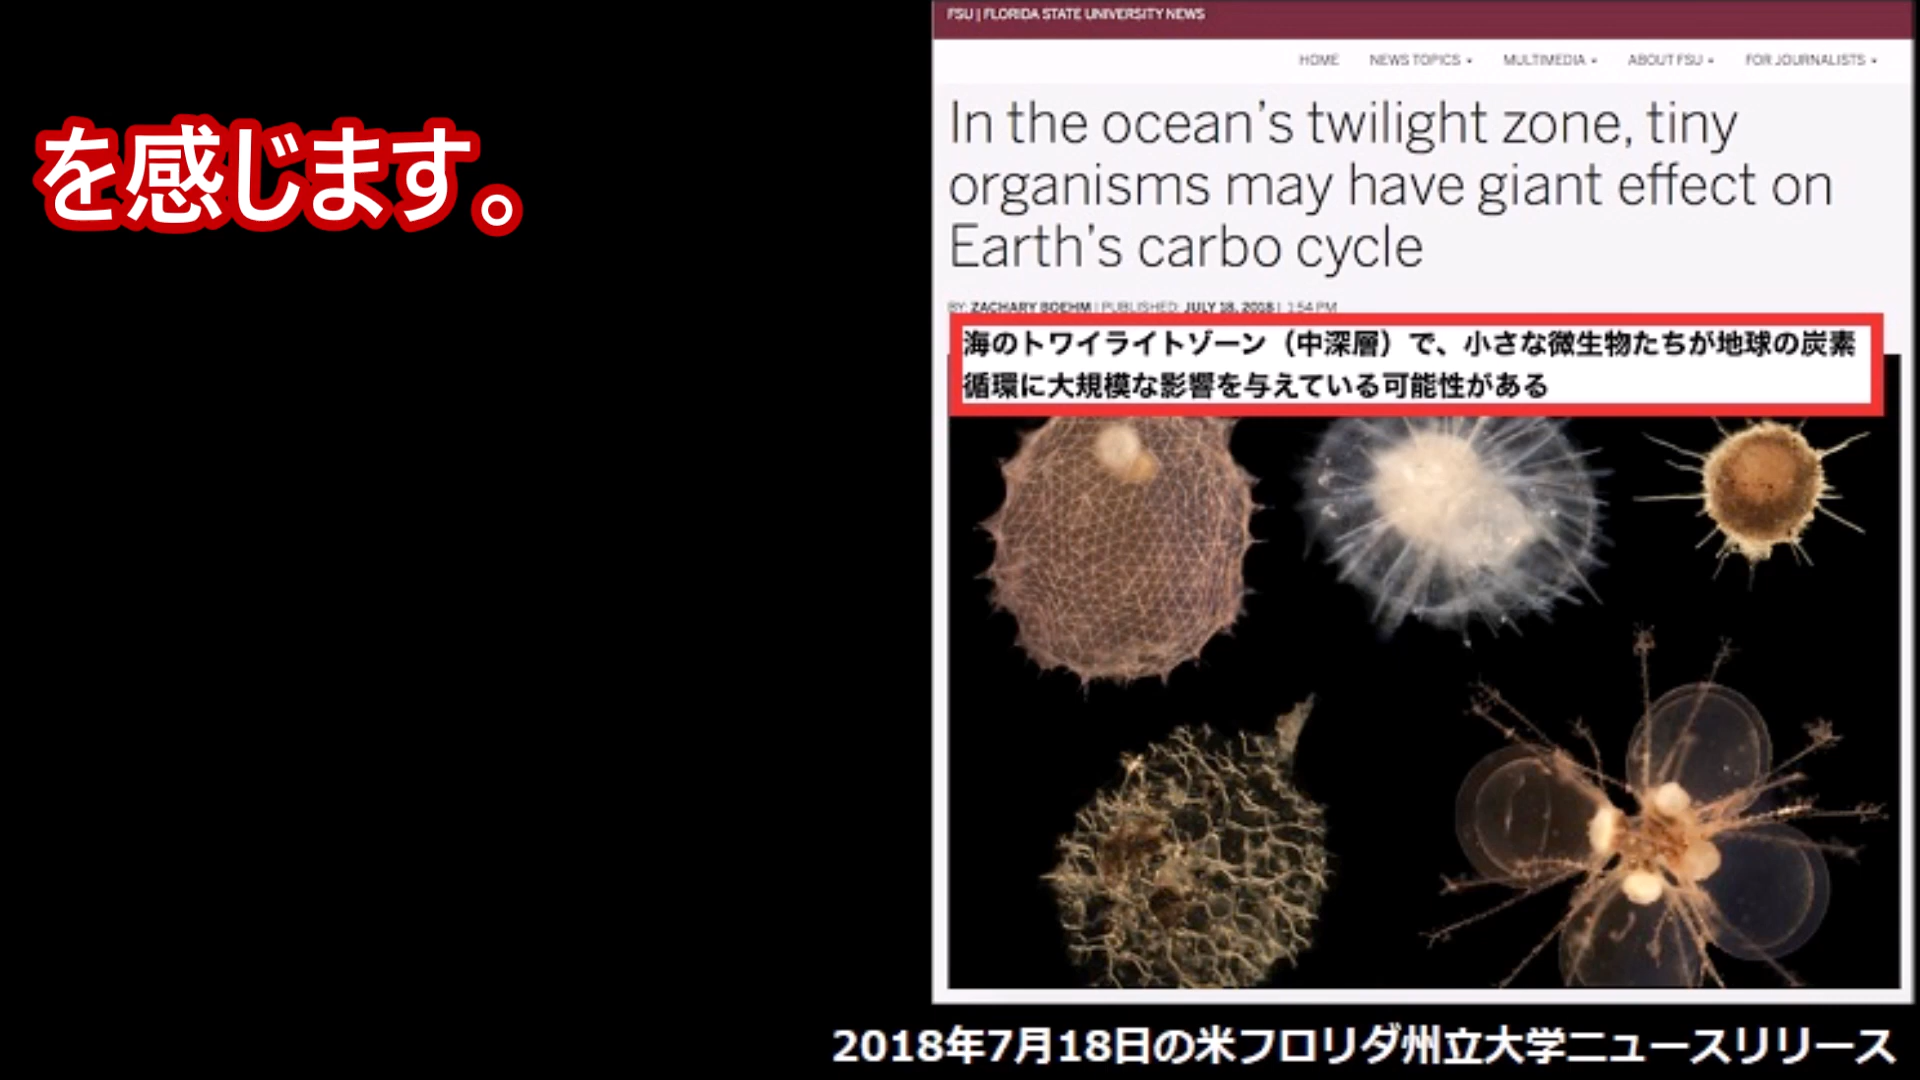 を感じます。
FSU | FLORIDA STATE UNIVERSITY NEWS
HOME NEWS TOPICS MULTIMEDIA ABOUT FSU FOR JOURNALISTS
In the ocean's twilight zone, tiny
organisms may have giant effect on
Earth's carbo cycle
BY: ZACHARY BOEHM | PUBLISHED: JULY 18, 2018 | 1:54 PM
海のトワイライトゾーン（中深層）で、小さな微生物たちが地球の炭素
循環に大規模な影響を与えている可能性がある
2018年7月18日の米フロリダ州立大学ニュースリリース